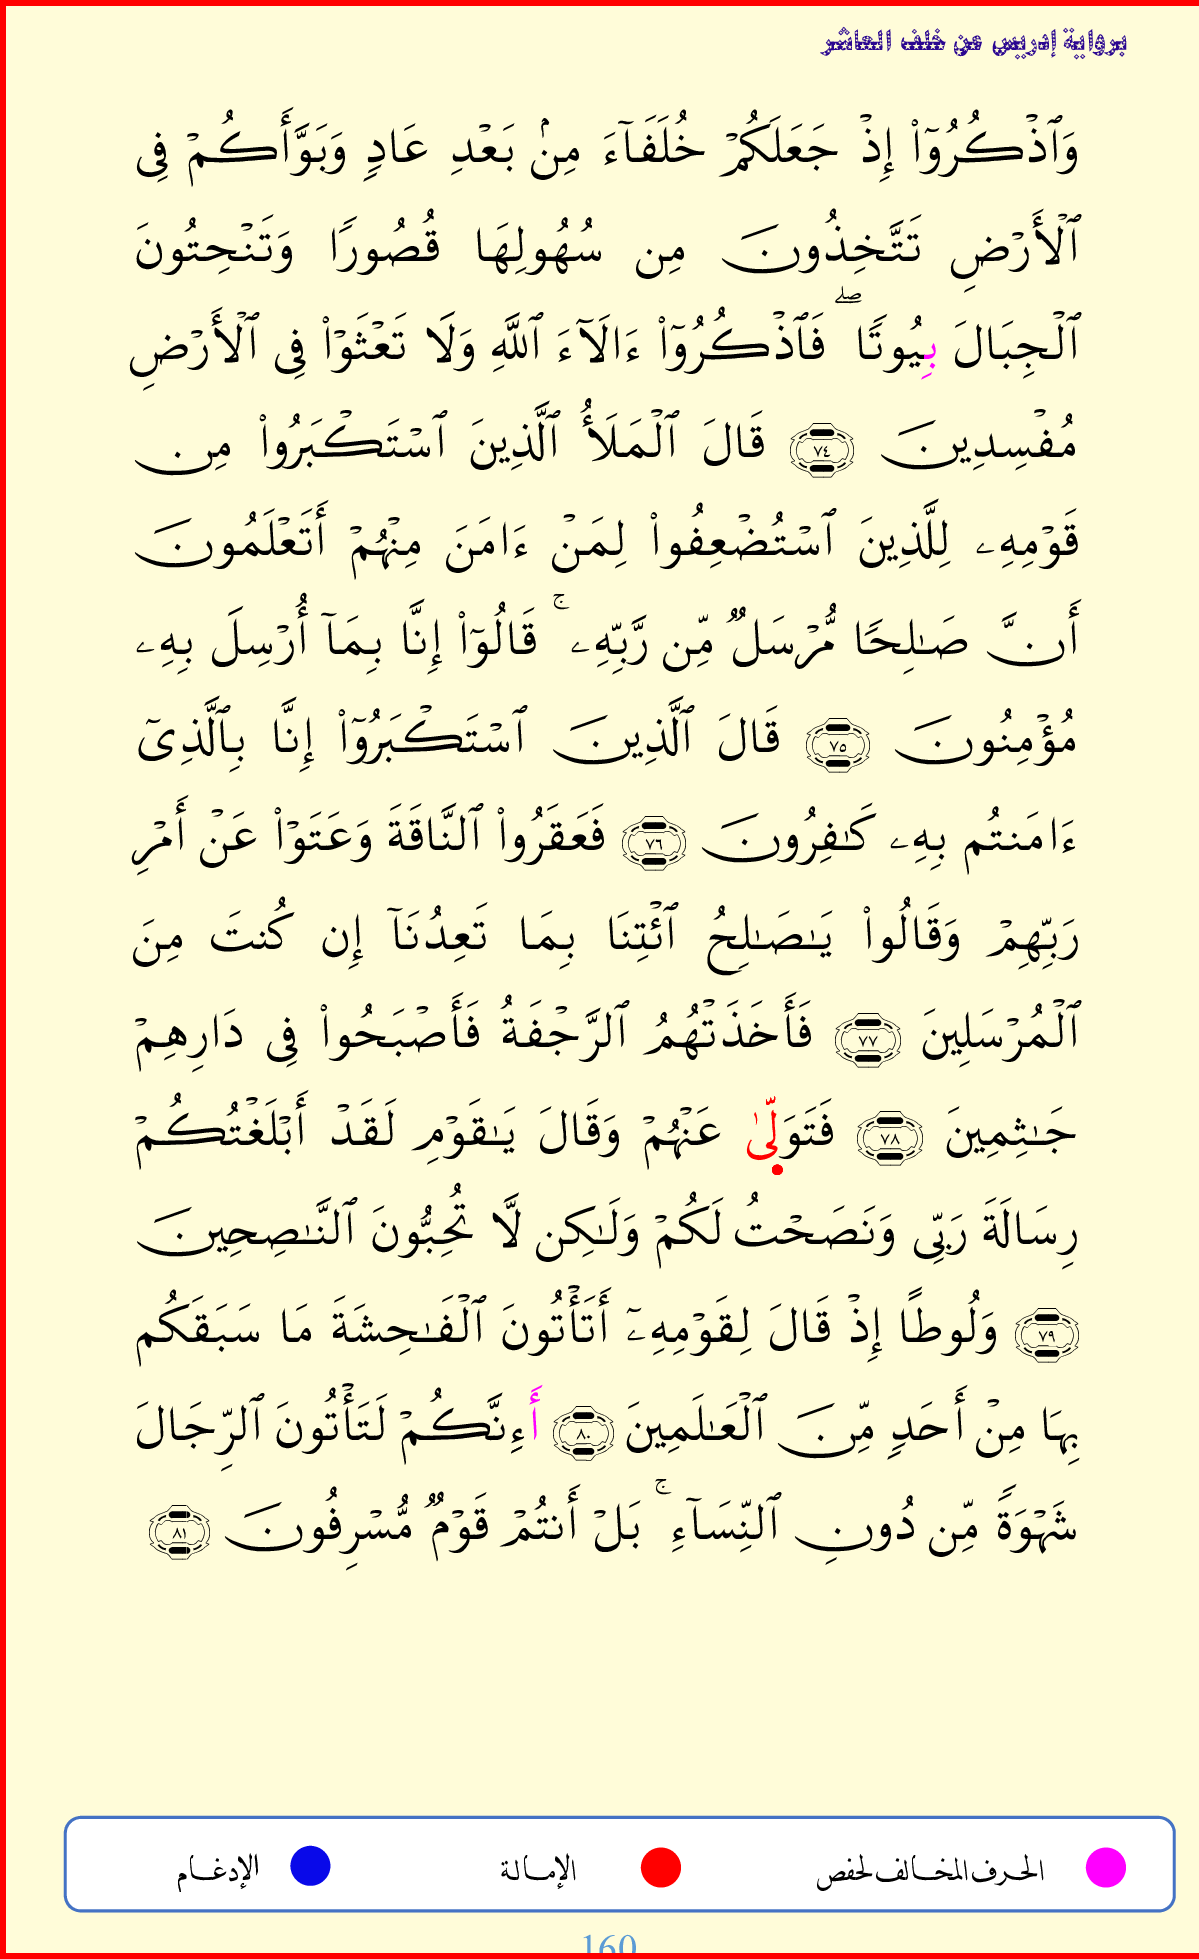 برواية إدريس عن خلف العاشر
وَٱذۡكُرُوٓاْ إِذۡ جَعَلَكُمۡ خُلَفَآءَ مِنۢ بَعۡدِ عَادٖ وَبَوَّأَكُمۡ فِي
ٱلۡأَرۡضِ تَتَّخِذُونَ مِن سُهُولِهَا قُصُورٗا وَتَنۡحِتُونَ
ٱلۡجِبَالَ بِيُوتٗاۖ فَٱذۡكُرُوٓاْ ءَالَآءَ ٱللَّهِ وَلَا تَعۡثَوۡاْ فِي ٱلۡأَرۡضِ
مُفۡسِدِينَ ٧٤ قَالَ ٱلۡمَلَأُ ٱلَّذِينَ ٱسۡتَكۡبَرُواْ مِن
قَوۡمِهِۦ لِلَّذِينَ ٱسۡتُضۡعِفُواْ لِمَنۡ ءَامَنَ مِنۡهُمۡ أَتَعۡلَمُونَ
أَنَّ صَٰلِحٗا مُّرۡسَلٞ مِّن رَّبِّهِۦۚ قَالُوٓاْ إِنَّا بِمَآ أُرۡسِلَ بِهِۦ
مُؤۡمِنُونَ ٧٥ قَالَ ٱلَّذِينَ ٱسۡتَكۡبَرُوٓاْ إِنَّا بِٱلَّذِيٓ
ءَامَنتُم بِهِۦ كَٰفِرُونَ ٧٦ فَعَقَرُواْ ٱلنَّاقَةَ وَعَتَوۡاْ عَنۡ أَمۡرِ
رَبِّهِمۡ وَقَالُواْ يَٰصَٰلِحُ ٱئۡتِنَا بِمَا تَعِدُنَآ إِن كُنتَ مِنَ
ٱلۡمُرۡسَلِينَ ٧٧ فَأَخَذَتۡهُمُ ٱلرَّجۡفَةُ فَأَصۡبَحُواْ فِي دَارِهِمۡ
جَٰثِمِينَ ٧٨ فَتَوَلّىٰ عَنۡهُمۡ وَقَالَ يَٰقَوۡمِ لَقَدۡ أَبۡلَغۡتُكُمۡ
رِسَالَةَ رَبِّي وَنَصَحۡتُ لَكُمۡ وَلَٰكِن لَّا تُحِبُّونَ ٱلنَّٰصِحِينَ
٧٩ وَلُوطًا إِذۡ قَالَ لِقَوۡمِهِۦٓ أَتَأۡتُونَ ٱلۡفَٰحِشَةَ مَا سَبَقَكُم
بِهَا مِنۡ أَحَدٖ مِّنَ ٱلۡعَٰلَمِينَ ٨٠ أَءِنَّكُمۡ لَتَأۡتُونَ ٱلرِّجَالَ
شَهۡوَةٗ مِّن دُونِ ٱلنِّسَآءِۚ بَلۡ أَنتُمۡ قَوۡمٞ مُّسۡرِفُونَ ٨١
الحرف المخالف لحفص الإمالة الإدغام
160